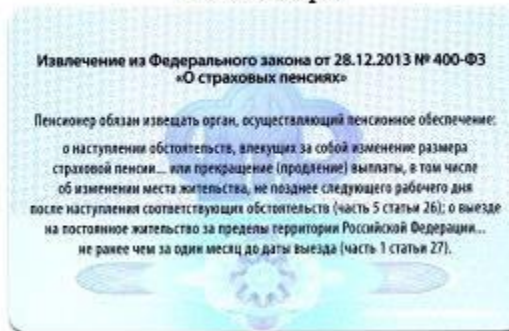 Извлечение из Федерального закона от 28.12.2013 № 400-ФЗ
«О страховых пенсиях»
Пенсионер обязан извещать орган, осуществляющий пенсионное обеспечение:
о наступлении обстоятельств, влекущих за собой изменение размера
страховой пенсии... или прекращение (продление) выплаты, в том числе
об изменении места жительства, не позднее следующего рабочего дня
после наступления соответствующих обстоятельств (часть 5 статьи 26); о выезде
на постоянное жительство за пределы территории Российской Федерации...
не ранее чем за один месяц до даты выезда (часть 1 статьи 27).